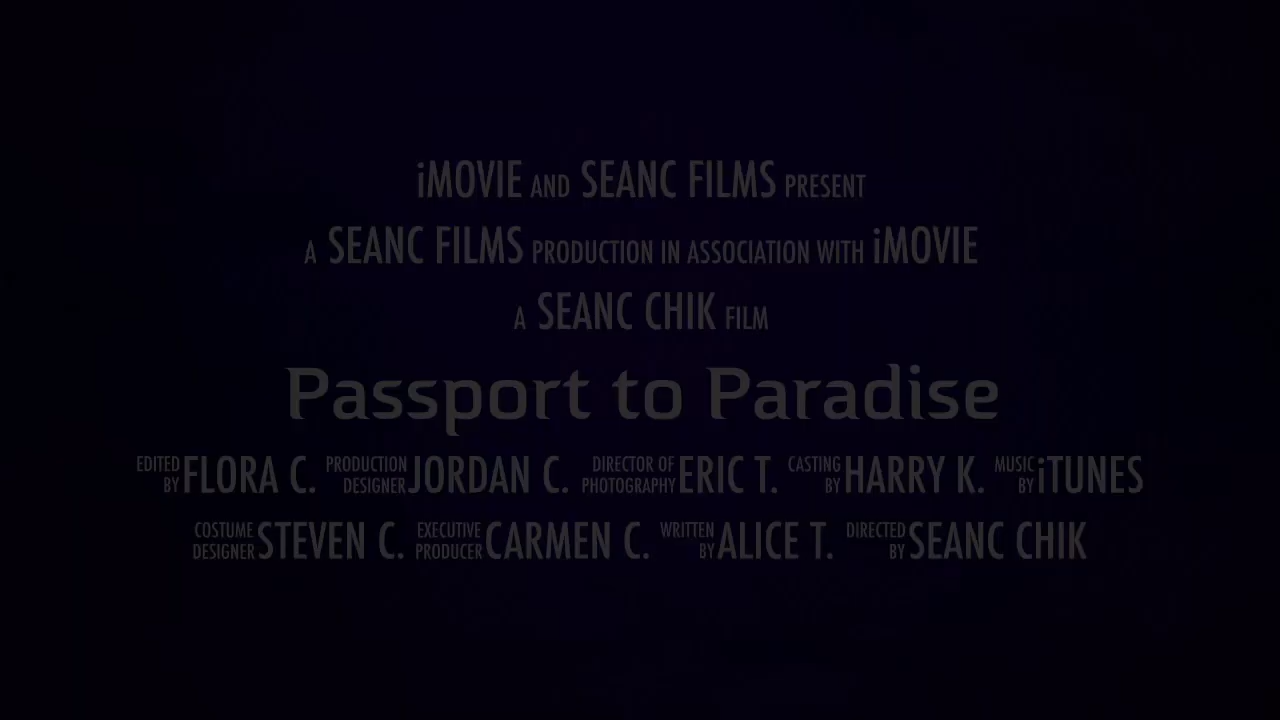 iMOVIE AND SEANC FILMS PRESENT
A SEANC FILMS PRODUCTION IN ASSOCIATION WITH iMOVIE
A SEANC CHIK FILM
Passport to Paradise
EDITED BY FLORA C. PRODUCTION DESIGNER JORDAN C. DIRECTOR OF PHOTOGRAPHY ERIC T. CASTING BY HARRY K. MUSIC BY iTUNES
COSTUME DESIGNER STEVEN C. EXECUTIVE PRODUCER CARMEN C. WRITTEN BY ALICE T. DIRECTED BY SEANC CHIK